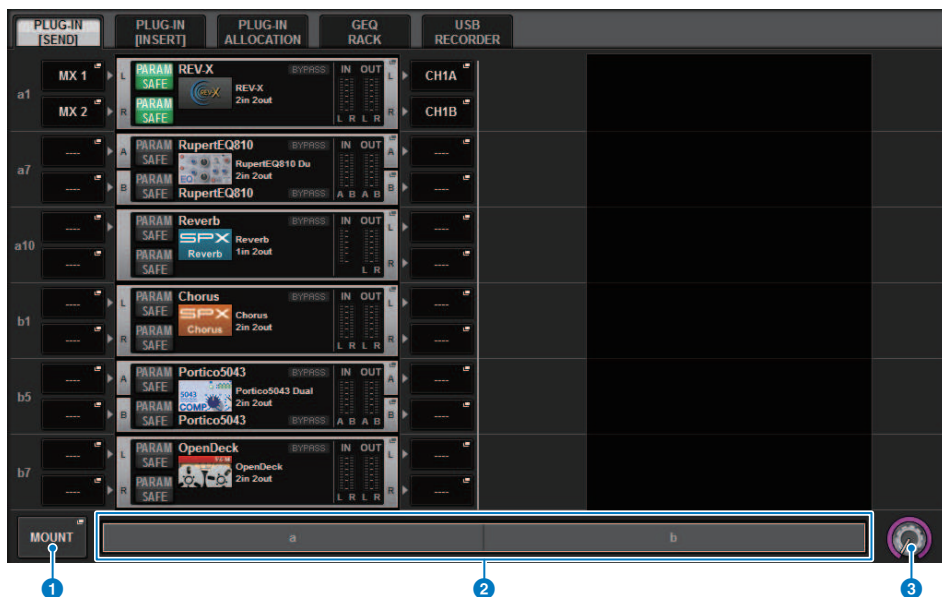 PLUG-IN [SEND]
PLUG-IN [INSERT]
PLUG-IN ALLOCATION
GEQ RACK
USB RECORDER
a1
MX 1
MX 2
L PARAM SAFE
R PARAM SAFE
REV-X
BYPASS
REV-X
REV-X
2in 2out
IN OUT
L R L R
L
R
CH1A
CH1B
a7
----
----
A PARAM SAFE
B PARAM SAFE
RupertEQ810
BYPASS
EQ
RupertEQ810 Du
2in 2out
RupertEQ810
BYPASS
IN OUT
A B A B
A
B
----
----
a10
----
----
PARAM SAFE
PARAM SAFE
Reverb
BYPASS
SPX
Reverb
Reverb
1in 2out
IN OUT
L R
L
R
----
----
b1
----
----
L PARAM SAFE
R PARAM SAFE
Chorus
BYPASS
SPX
Chorus
Chorus
2in 2out
IN OUT
L R L R
L
R
----
----
b5
----
----
A PARAM SAFE
B PARAM SAFE
Portico5043
BYPASS
5043
COMP
Portico5043 Dual
2in 2out
Portico5043
BYPASS
IN OUT
A B A B
A
B
----
----
b7
----
----
L PARAM SAFE
R PARAM SAFE
OpenDeck
BYPASS
OpenDeck
2in 2out
IN OUT
L R L R
L
R
----
----
MOUNT
a
b
1
2
3